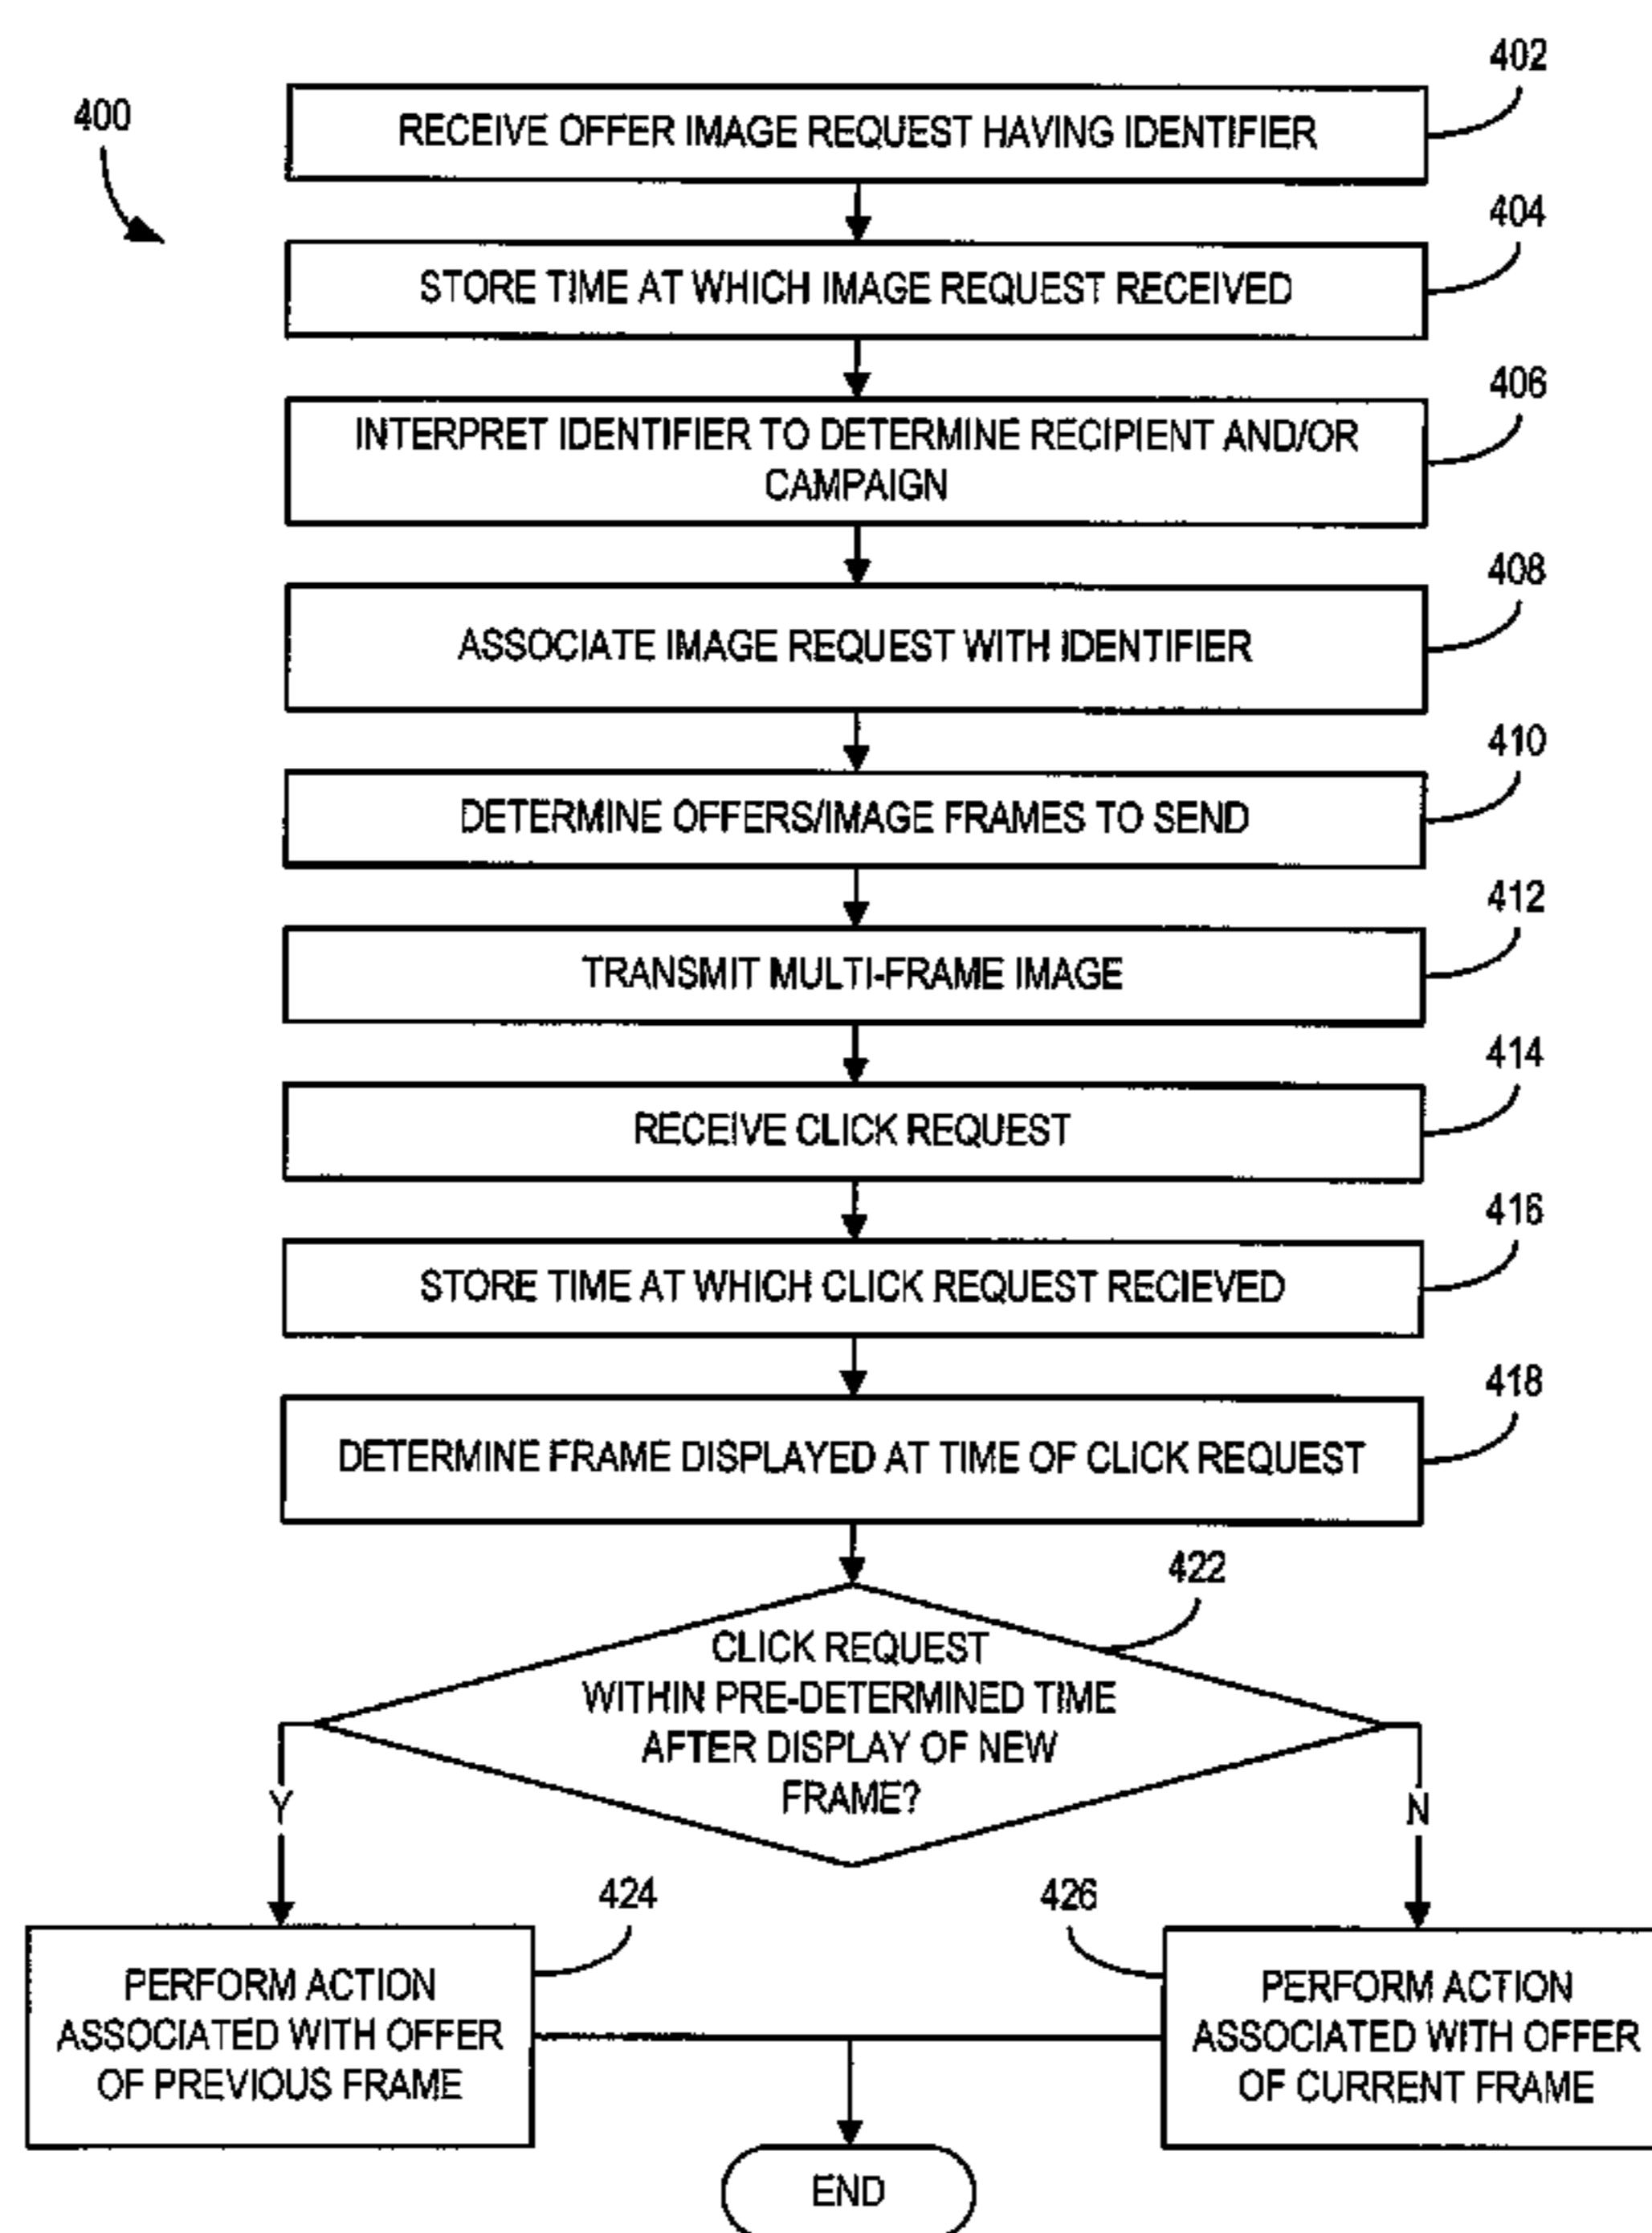 400
402
RECEIVE OFFER IMAGE REQUEST HAVING IDENTIFIER
404
STORE TIME AT WHICH IMAGE REQUEST RECEIVED
406
INTERPRET IDENTIFIER TO DETERMINE RECIPIENT AND/OR
CAMPAIGN
408
ASSOCIATE IMAGE REQUEST WITH IDENTIFIER
410
DETERMINE OFFERS/IMAGE FRAMES TO SEND
412
TRANSMIT MULTI-FRAME IMAGE
414
RECEIVE CLICK REQUEST
416
STORE TIME AT WHICH CLICK REQUEST RECIEVED
418
DETERMINE FRAME DISPLAYED AT TIME OF CLICK REQUEST
422
CLICK REQUEST
WITHIN PRE-DETERMINED TIME
AFTER DISPLAY OF NEW
FRAME?
Y
N
424
PERFORM ACTION
ASSOCIATED WITH OFFER
OF PREVIOUS FRAME
426
PERFORM ACTION
ASSOCIATED WITH OFFER
OF CURRENT FRAME
END